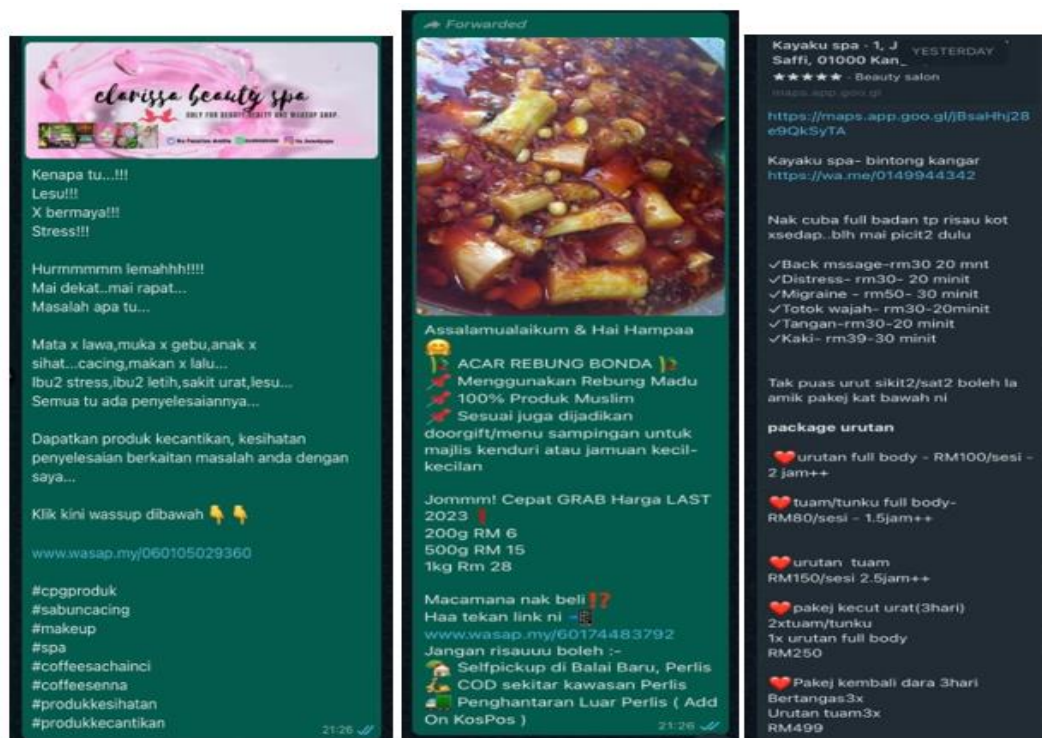 clarissa beauty spa
ONLY FOR BEAUTY, HEALTY AND MAKEUP SHOP.
Kenapa tu...!!!
Lesu!!!
X bermaya!!!
Stress!!!
Hurmmmmm lemahhh!!!!
Mai dekat..mai rapat...
Masalah apa tu...
Mata x lawa,muka x gebu,anak x
sihat...cacing,makan x lalu...
Ibu2 stress,ibu2 letih,sakit urat,lesu...
Semua tu ada penyelesaiannya...
Dapatkan produk kecantikan, kesihatan
penyelesaian berkaitan masalah anda dengan
saya...
Klik kini wassup dibawah 👇👇
www.wasap.my/060105029360
#cpgproduk
#sabuncacing
#makeup
#spa
#coffeesachainci
#coffeesenna
#produkkesihatan
#produkkecantikan
21:26
Forwarded
Assalamualaikum & Hai Hampaa
🤗
ACAR REBUNG BONDA
📌 Menggunakan Rebung Madu
📌 100% Produk Muslim
📌 Sesuai juga dijadikan
doorgift/menu sampingan untuk
majlis kenduri atau jamuan kecil-
kecilan
Jommm! Cepat GRAB Harga LAST
2023❗
200g RM 6
500g RM 15
1kg Rm 28
Macamana nak beli⁉️
Haa tekan link ni 📲
www.wasap.my/60174483792
Jangan risauuu boleh :-
Selfpickup di Balai Baru, Perlis
🛵 COD sekitar kawasan Perlis
🚚 Penghantaran Luar Perlis ( Add
On KosPos )
21:26
Kayaku spa · 1, J
YESTERDAY
Saffi, 01000 Kan
★★★★★ · Beauty salon
maps.app.goo.gl
https://maps.app.goo.gl/jBsaHhj28
e9QkSyTA
Kayaku spa- bintong kangar
https://wa.me/0149944342
Nak cuba full badan tp risau kot
xsedap..blh mai picit2 dulu
✓Back mssage-rm30 20 mnt
✓Distress- rm30- 20 minit
✓Migraine - rm50- 30 minit
✓Totok wajah- rm30-20minit
✓Tangan-rm30-20 minit
✓Kaki- rm39-30 minit
Tak puas urut sikit2/sat2 boleh la
amik pakej kat bawah ni
package urutan
❤️urutan full body - RM100/sesi -
2 jam++
❤️tuam/tunku full body-
RM80/sesi - 1.5jam++
❤️urutan tuam
RM150/sesi 2.5jam++
❤️pakej kecut urat(3hari)
2xtuam/tunku
1x urutan full body
RM250
❤️Pakej kembali dara 3hari
Bertangas3x
Urutan tuam3x
RM499